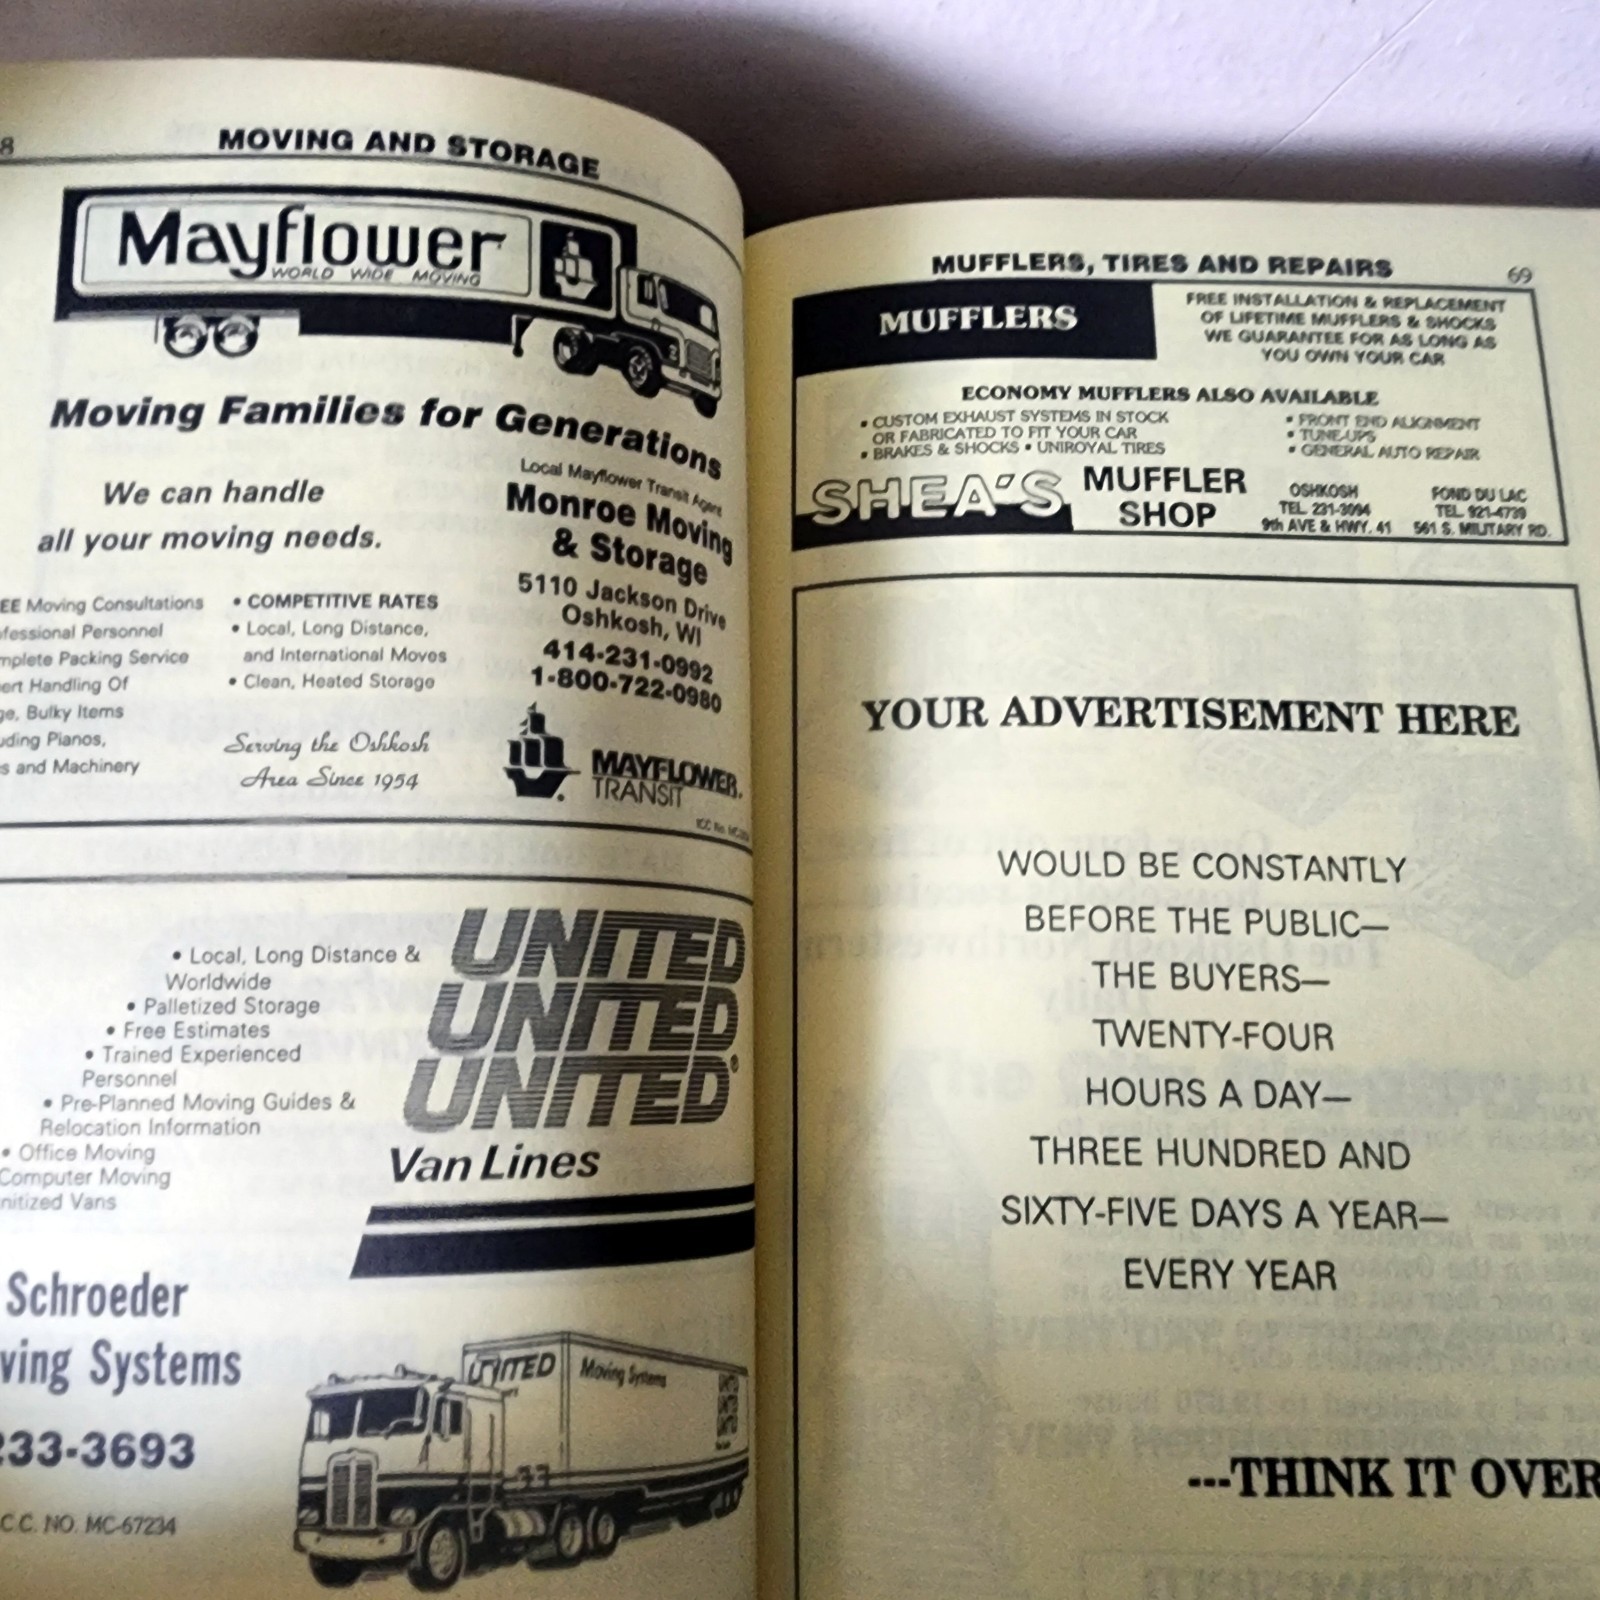 8
MOVING AND STORAGE
Mayflower
WORLD WIDE MOVING
Moving Families for Generations
We can handle
all your moving needs.
Local Mayflower Transit Agent
Monroe Moving
& Storage
5110 Jackson Drive
Oshkosh, WI
414-231-0992
1-800-722-0980
EE Moving Consultations
fessional Personnel
mplete Packing Service
ert Handling Of
ge, Bulky Items
uding Pianos,
s and Machinery
• COMPETITIVE RATES
• Local, Long Distance,
and International Moves
• Clean, Heated Storage
Serving the Oshkosh
Area Since 1954
MAYFLOWER
TRANSIT
ICC No.
• Local, Long Distance &
Worldwide
• Palletized Storage
• Free Estimates
• Trained Experienced
Personnel
• Pre-Planned Moving Guides &
Relocation Information
• Office Moving
Computer Moving
nitized Vans
UNITED
UNITED
UNITED®
Van Lines
Schroeder
ving Systems
233-3693
C.C. NO. MC-67234
UNITED Moving Systems
MUFFLERS, TIRES AND REPAIRS
69
MUFFLERS
FREE INSTALLATION & REPLACEMENT
OF LIFETIME MUFFLERS & SHOCKS
WE GUARANTEE FOR AS LONG AS
YOU OWN YOUR CAR
ECONOMY MUFFLERS ALSO AVAILABLE
• CUSTOM EXHAUST SYSTEMS IN STOCK
OR FABRICATED TO FIT YOUR CAR
• BRAKES & SHOCKS • UNIROYAL TIRES
• FRONT END ALIGNMENT
• TUNE-UPS
• GENERAL AUTO REPAIR
SHEA'S
MUFFLER
SHOP
OSHKOSH
TEL. 231-3094
9th AVE & HWY. 41
FOND DU LAC
TEL. 921-4739
561 S. MILITARY RD.
YOUR ADVERTISEMENT HERE
WOULD BE CONSTANTLY
BEFORE THE PUBLIC—
THE BUYERS—
TWENTY-FOUR
HOURS A DAY—
THREE HUNDRED AND
SIXTY-FIVE DAYS A YEAR—
EVERY YEAR
---THINK IT OVER